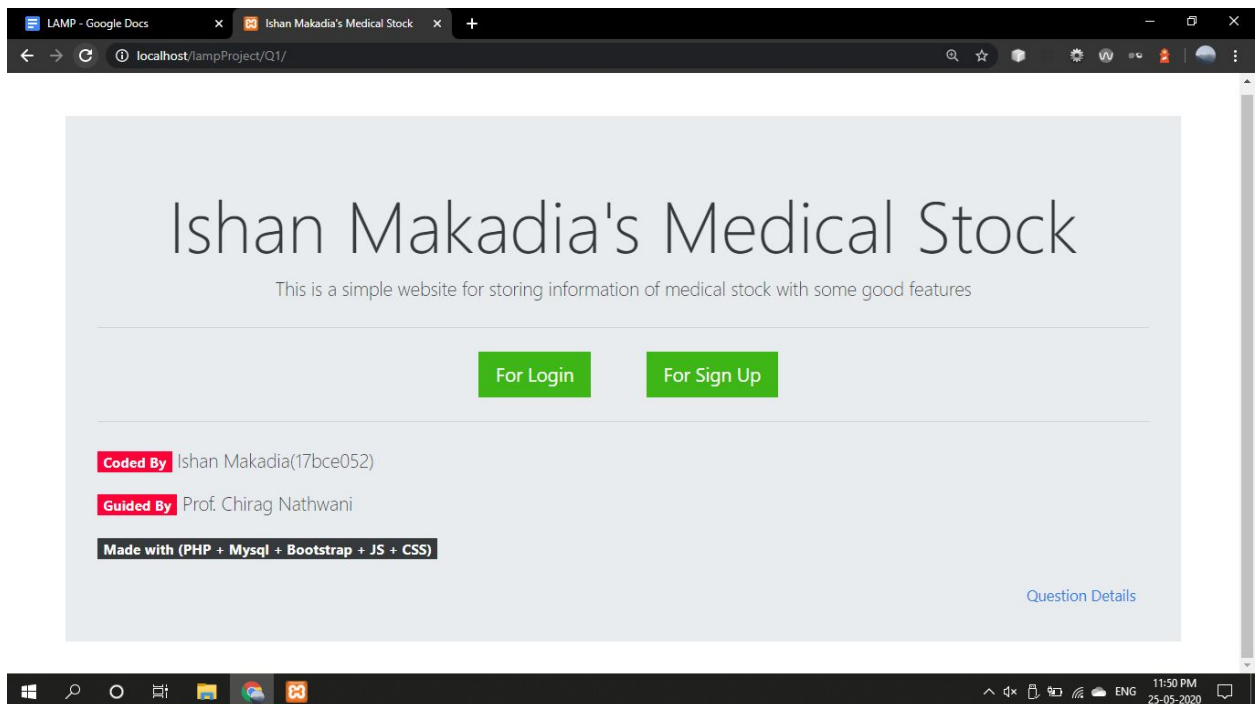 LAMP - Google Docs
Ishan Makadia's Medical Stock
localhost/lampProject/Q1/
Ishan Makadia's Medical Stock
This is a simple website for storing information of medical stock with some good features
For Login For Sign Up
Coded By Ishan Makadia(17bce052)
Guided By Prof. Chirag Nathwani
Made with (PHP + Mysql + Bootstrap + JS + CSS)
Question Details
ENG
11:50 PM
25-05-2020